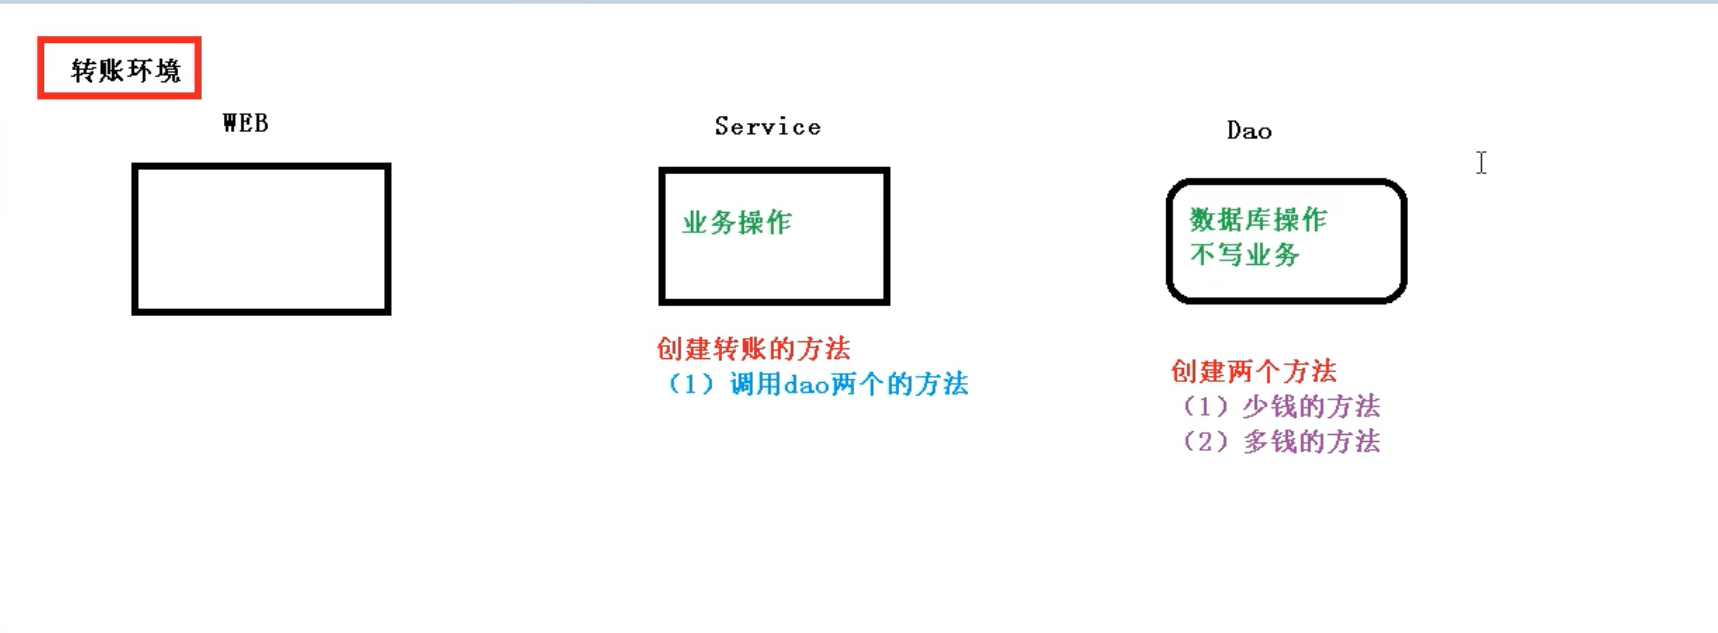 转账环境
WEB
Service
Dao
业务操作
数据库操作
不写业务
创建转账的方法
（1）调用dao两个的方法
创建两个方法
（1）少钱的方法
（2）多钱的方法